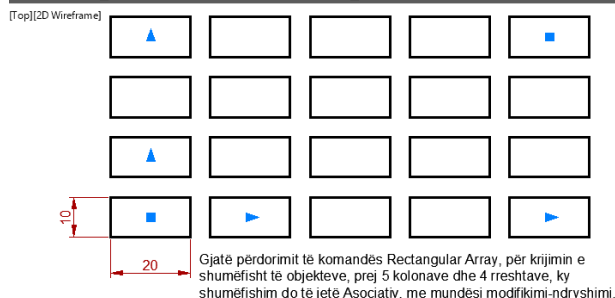 [Top][2D Wireframe]
10
20
Gjatë përdorimit të komandës Rectangular Array, për krijimin e
shumëfisht të objekteve, prej 5 kolonave dhe 4 rreshtave, ky
shumëfishim do të jetë Asociativ, me mundësi modifikimi-ndryshimi.